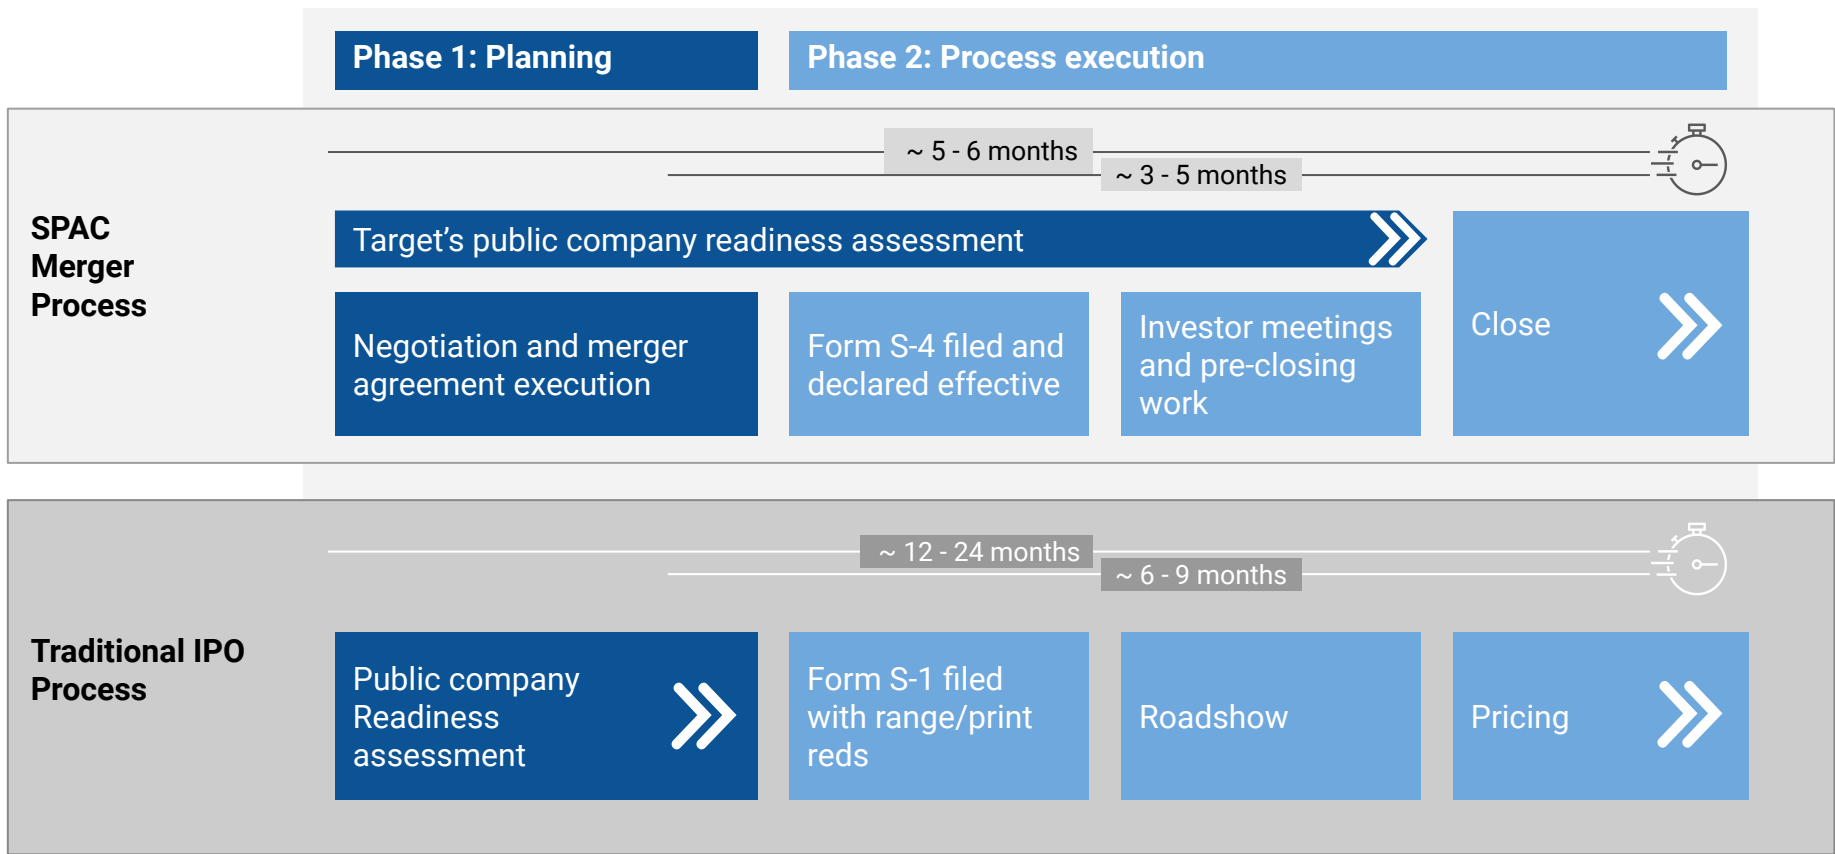 Phase 1: Planning
Phase 2: Process execution
~ 5 - 6 months
~ 3 - 5 months
SPAC
Merger
Process
Target’s public company readiness assessment
Negotiation and merger
agreement execution
Form S-4 filed and
declared effective
Investor meetings
and pre-closing
work
Close
~ 12 - 24 months
~ 6 - 9 months
Traditional IPO
Process
Public company
Readiness
assessment
Form S-1 filed
with range/print
reds
Roadshow
Pricing